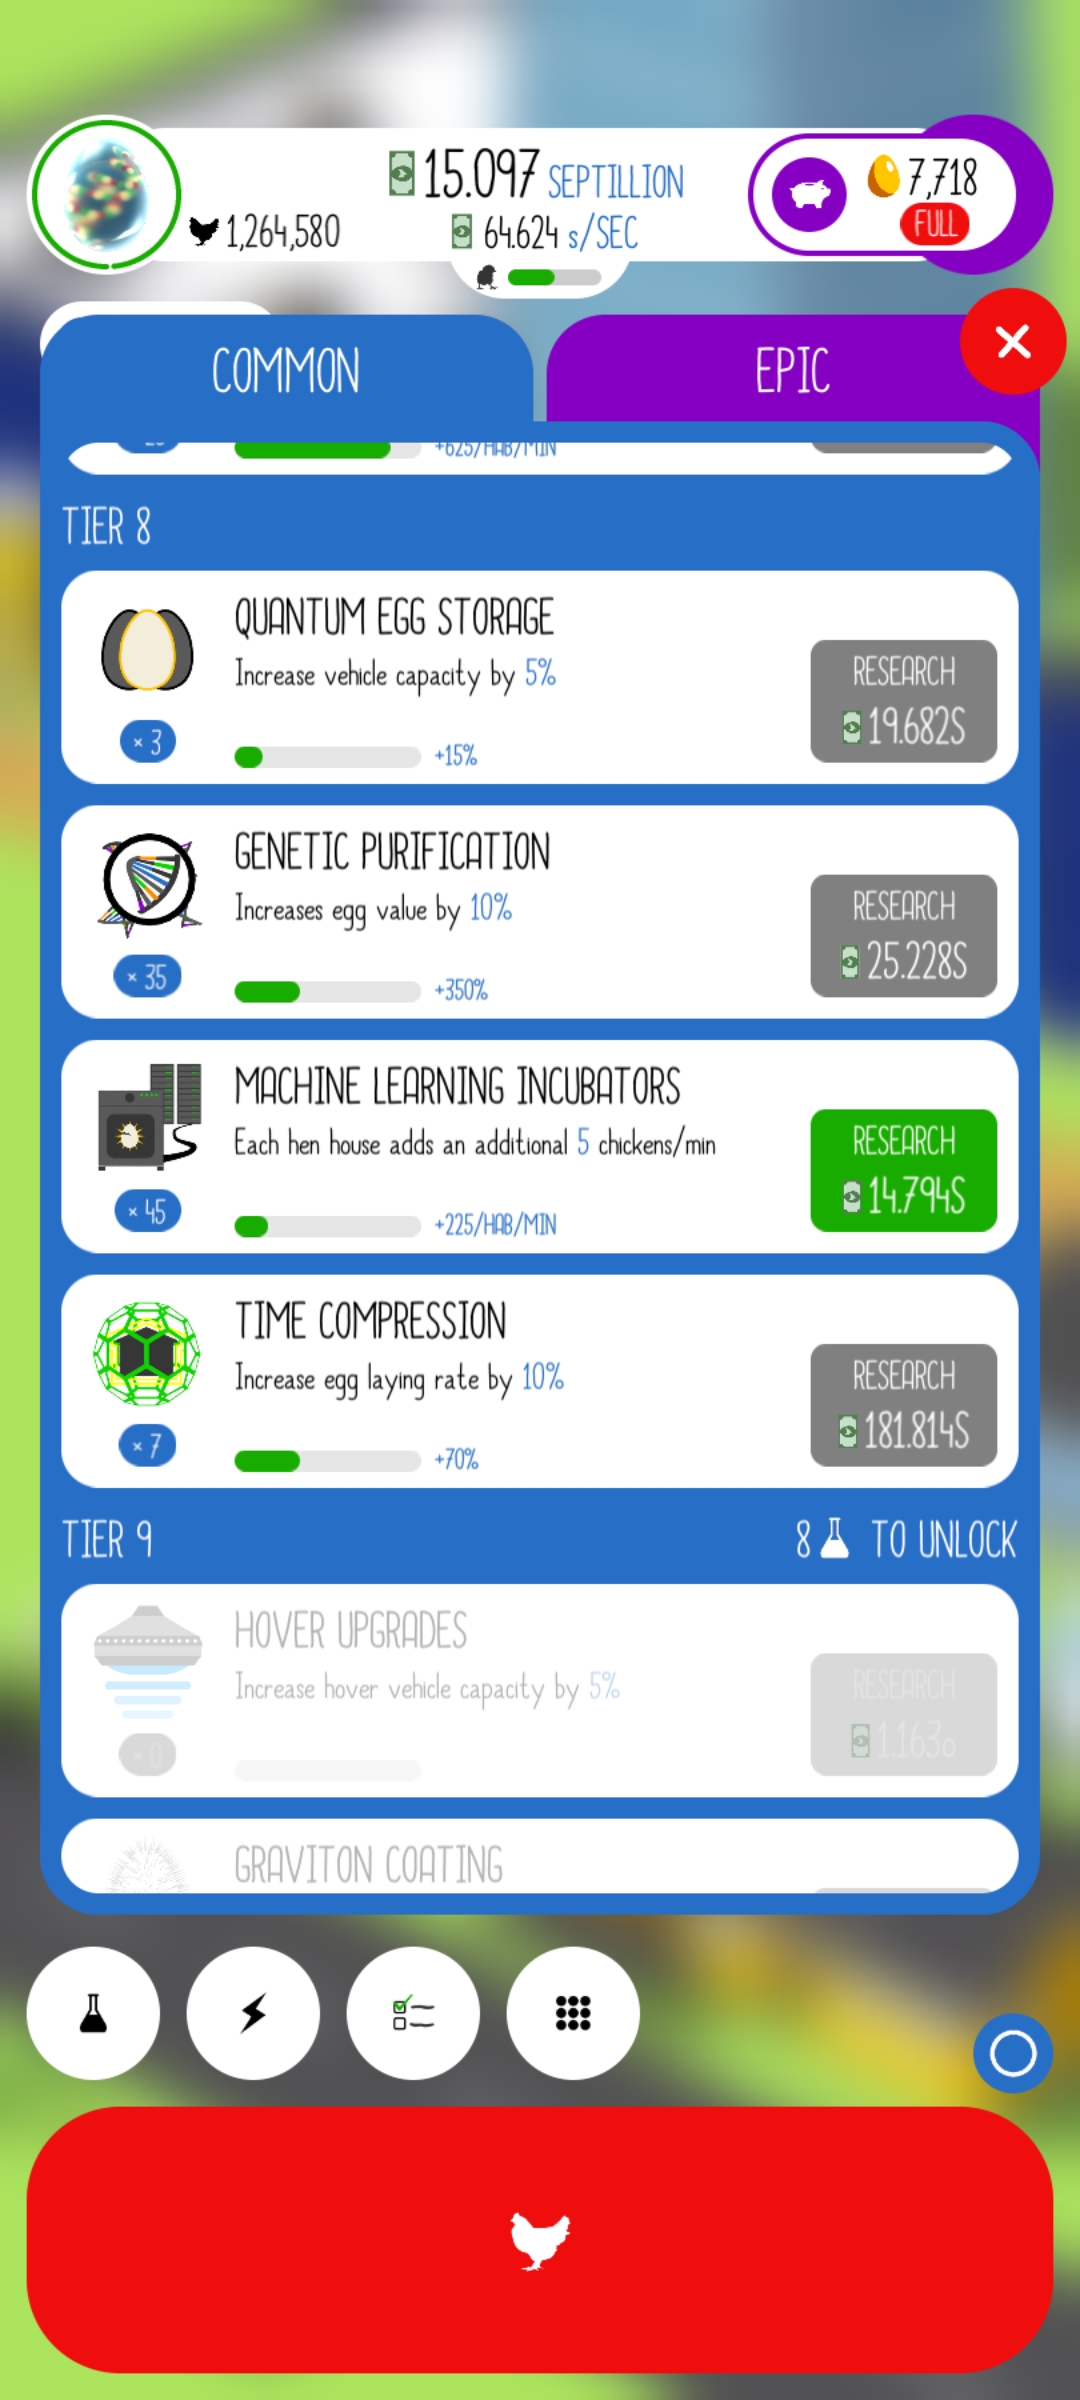 15.097 SEPTILLION
7,718
1,264,580
64.624 s/SEC
FULL
COMMON
EPIC
+625/HAB/MIN
TIER 8
QUANTUM EGG STORAGE
Increase vehicle capacity by 5%
RESEARCH
19.682S
× 3
+15%
GENETIC PURIFICATION
Increases egg value by 10%
RESEARCH
25.228S
× 35
+350%
MACHINE LEARNING INCUBATORS
Each hen house adds an additional 5 chickens/min
RESEARCH
14.794S
× 45
+225/HAB/MIN
TIME COMPRESSION
Increase egg laying rate by 10%
RESEARCH
181.814S
× 7
+70%
TIER 9
8 TO UNLOCK
HOVER UPGRADES
Increase hover vehicle capacity by 5%
RESEARCH
1.163o
× 0
GRAVITON COATING